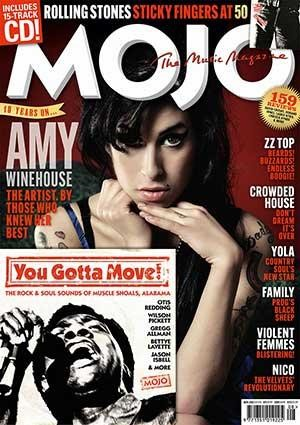 INCLUDES
15-TRACK
CD!
ROLLING STONES STICKY FINGERS AT 50
MOJO
The Music Magazine
10 YEARS ON...
AMY
WINEHOUSE
THE ARTIST, BY
THOSE WHO
KNEW HER
BEST
159
REVIEWS
ZZ TOP
BEARDS!
BUZZARDS!
ENDLESS
BOOGIE!
CROWDED
HOUSE
DON'T
DREAM IT'S
OVER
YOLA
COUNTRY
SOUL'S
NEW STAR
FAMILY
PROG'S
BLACK
SHEEP
VIOLENT
FEMMES
BLISTERING!
NICO
THE VELVETS'
REVOLUTIONARY
You Gotta Move!
THE ROCK & SOUL SOUNDS OF MUSCLE SHOALS, ALABAMA
OTIS
REDDING
WILSON
PICKETT
GREGG
ALLMAN
BETTYE
LAVETTE
JASON
ISBELL
& MORE
MOJO